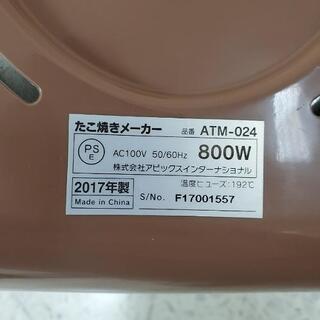 たこ焼きメーカー 品番 ATM-024
PS
E
AC100V 50/60Hz 800W
株式会社アピックスインターナショナル
2017年製
Made in China
温度ヒューズ:192℃
S/No. F17001557